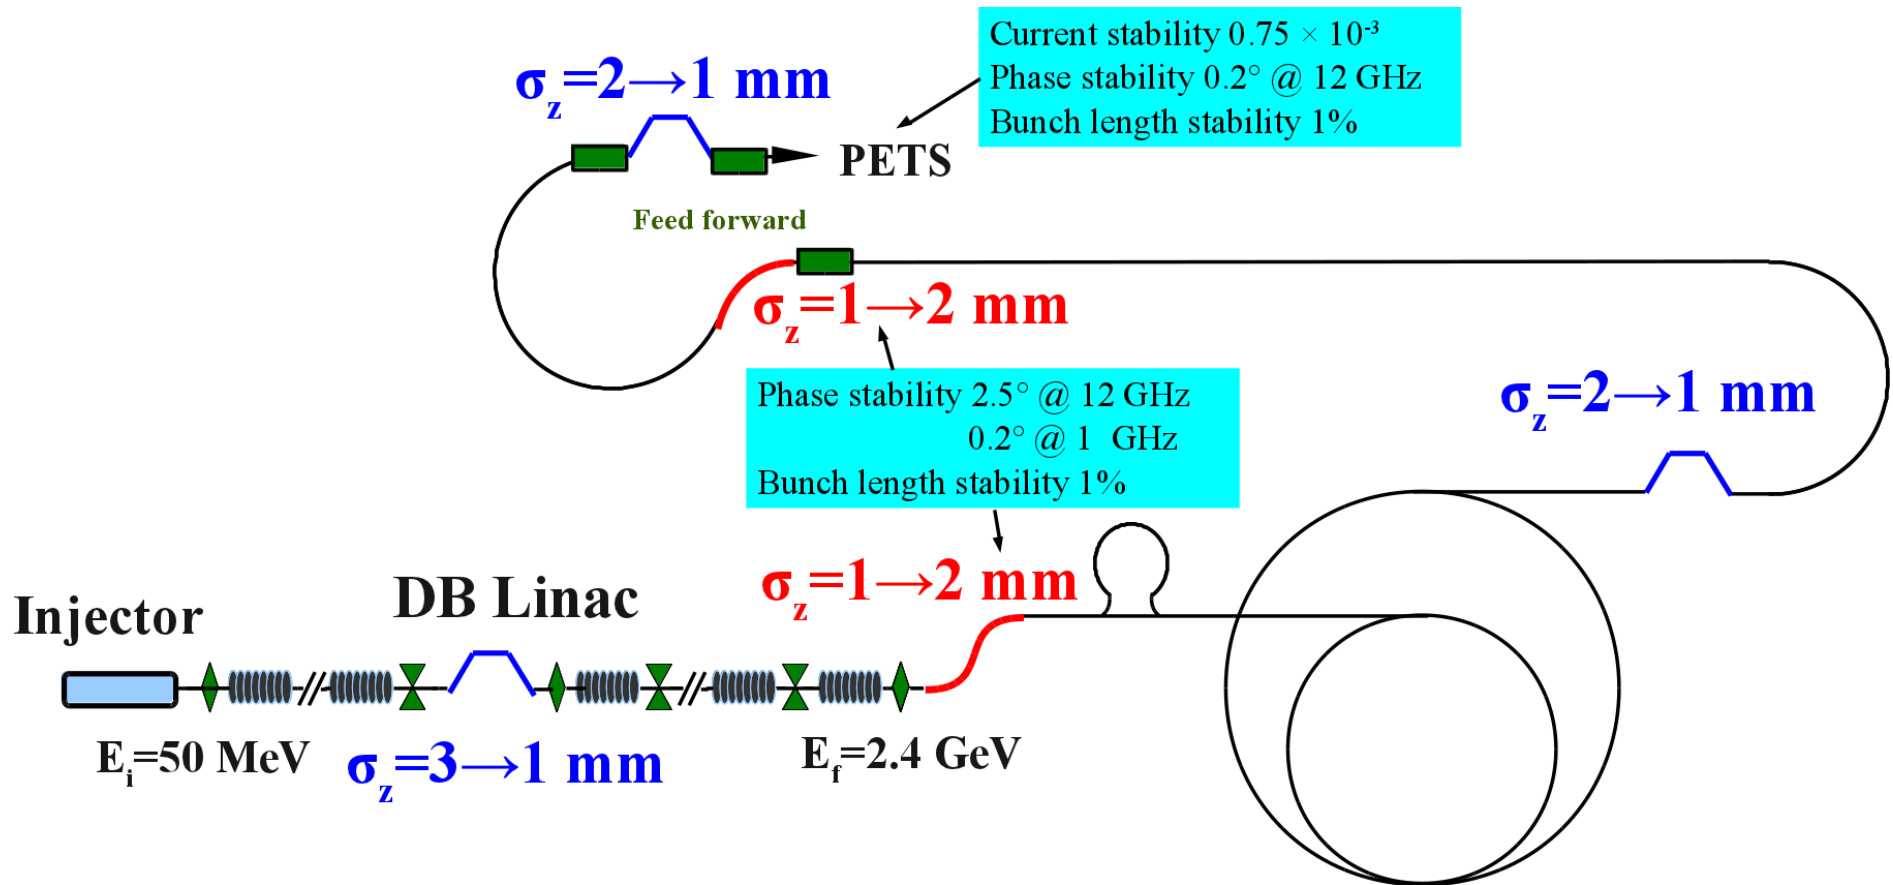 Current stability 0.75 × 10⁻³
Phase stability 0.2° @ 12 GHz
Bunch length stability 1%
σz=2→1 mm
PETS
Feed forward
σz=1→2 mm
Phase stability 2.5° @ 12 GHz
0.2° @ 1 GHz
Bunch length stability 1%
σz=2→1 mm
σz=1→2 mm
DB Linac
Injector
Ei=50 MeV
σz=3→1 mm
Ef=2.4 GeV